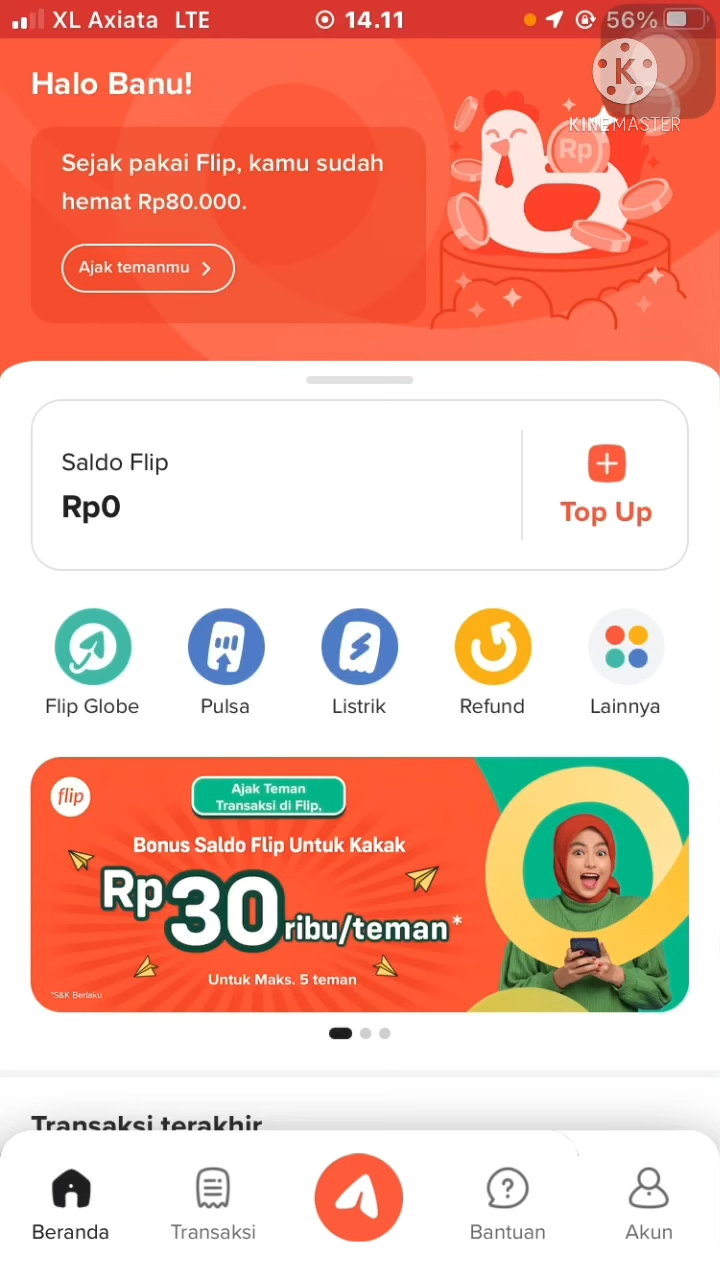 XL Axiata LTE 14.11 56%
K
KINEMASTER
Halo Banu!
Sejak pakai Flip, kamu sudah
hemat Rp80.000.
Ajak temanmu
Rp
Saldo Flip
Rp0
Top Up
Flip Globe
Pulsa
Listrik
Refund
Lainnya
flip
Ajak Teman
Transaksi di Flip,
Bonus Saldo Flip Untuk Kakak
Rp30ribu/teman*
Untuk Maks. 5 teman
*S&K Berlaku
Transaksi terakhir
Beranda
Transaksi
Bantuan
Akun